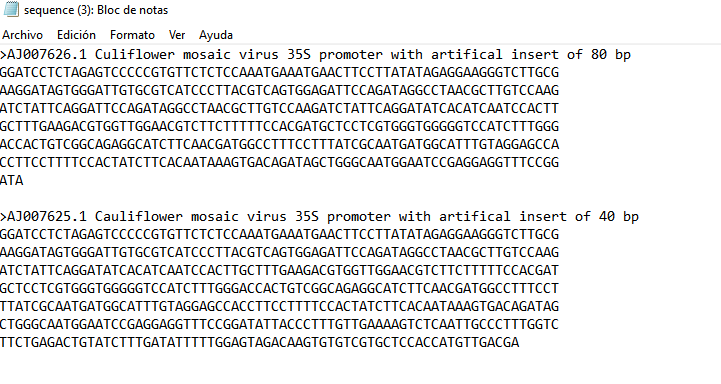 sequence (3): Bloc de notas
Archivo Edición Formato Ver Ayuda
>AJ007626.1 Culiflower mosaic virus 35S promoter with artifical insert of 80 bp
GGATCCTCTAGAGTCCCCCGTGTTCTCTCCAAATGAAATGAACTTCCTTATATAGAGGAAGGGTCTTGCG
AAGGATAGTGGGATTGTGCGTCATCCCTTACGTCAGTGGAGATTCCAGATAGGCCTAACGCTTGTCCAAG
ATCTATTCAGGATTCCAGATAGGCCTAACGCTTGTCCAAGATCTATTCAGGATATCACATCAATCCACTT
GCTTTGAAGACGTGGTTGGAACGTCTTCTTTTTCCACGATGCTCCTCGTGGGTGGGGGTCCATCTTTGGG
ACCACTGTCGGCAGAGGCATCTTCAACGATGGCCTTTCCTTTATCGCAATGATGGCATTTGTAGGAGCCA
CCTTCCTTTTCCACTATCTTCACAATAAAGTGACAGATAGCTGGGCAATGGAATCCGAGGAGGTTTCCGG
ATA
>AJ007625.1 Cauliflower mosaic virus 35S promoter with artifical insert of 40 bp
GGATCCTCTAGAGTCCCCCGTGTTCTCTCCAAATGAAATGAACTTCCTTATATAGAGGAAGGGTCTTGCG
AAGGATAGTGGGATTGTGCGTCATCCCTTACGTCAGTGGAGATTCCAGATAGGCCTAACGCTTGTCCAAG
ATCTATTCAGGATATCACATCAATCCACTTGCTTTGAAGACGTGGTTGGAACGTCTTCTTTTTCCACGAT
GCTCCTCGTGGGTGGGGGTCCATCTTTGGGACCACTGTCGGCAGAGGCATCTTCAACGATGGCCTTTCCT
TTATCGCAATGATGGCATTTGTAGGAGCCACCTTCCTTTTCCACTATCTTCACAATAAAGTGACAGATAG
CTGGGCAATGGAATCCGAGGAGGTTTCCGGATATTACCCTTTGTTGAAAAGTCTCAATTGCCCTTTGGTC
TTCTGAGACTGTATCTTTGATATTTTTGGAGTAGACAAGTGTGTCGTGCTCCACCATGTTGACGA